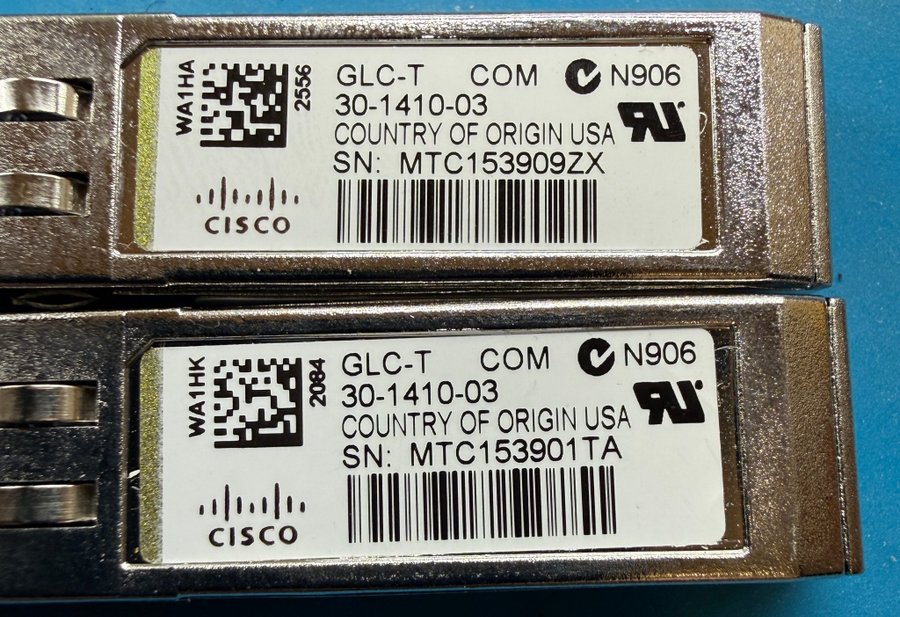 WA1HA
2556
GLC-T COM N906
30-1410-03
COUNTRY OF ORIGIN USA
SN: MTC153909ZX
CISCO
WA1HK
2084
GLC-T COM N906
30-1410-03
COUNTRY OF ORIGIN USA
SN: MTC153901TA
CISCO